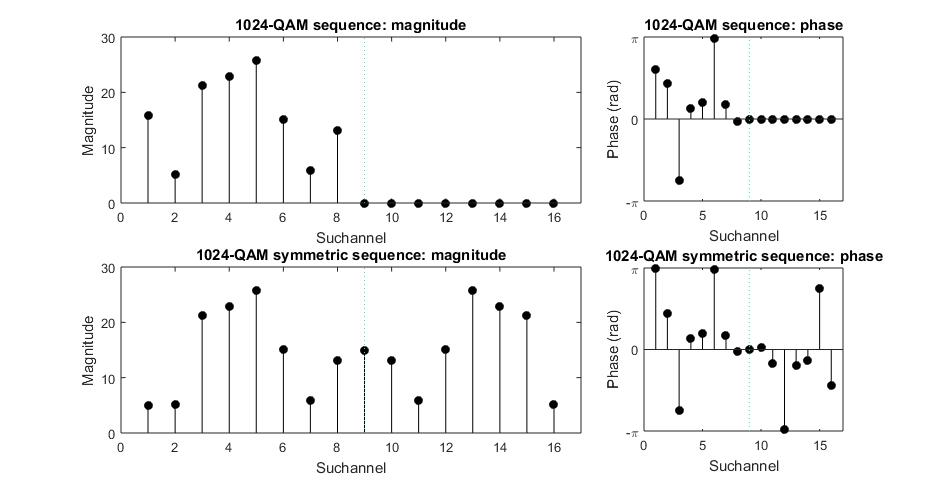 1024-QAM sequence: magnitude
30
20
10
0
Magnitude
0 2 4 6 8 10 12 14 16
Suchannel
1024-QAM sequence: phase
π
0
-π
Phase (rad)
0 5 10 15
Suchannel
1024-QAM symmetric sequence: magnitude
30
20
10
0
Magnitude
0 2 4 6 8 10 12 14 16
Suchannel
1024-QAM symmetric sequence: phase
π
0
-π
Phase (rad)
0 5 10 15
Suchannel